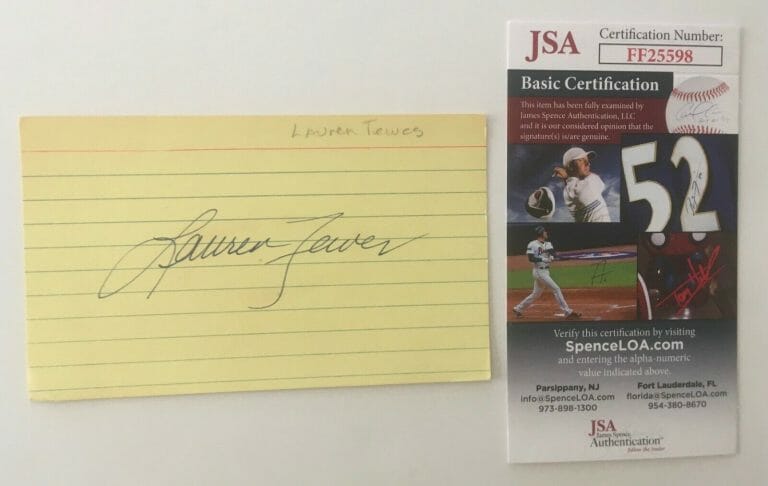 Lauren Tewes
Lauren Tewes
JSA
Certification Number:
FF25598
Basic Certification
This item has been fully examined by
James Spence Authentication, LLC
and it is our considered opinion that the
signature(s) is/are genuine.
52
Verify this certification by visiting
SpenceLOA.com
and entering the alpha-numeric
value indicated above.
Parsippany, NJ
info@SpenceLOA.com
973-898-1300
Fort Lauderdale, FL
florida@SpenceLOA.com
954-380-8670
JSA
James Spence
Authentication
follow the leader